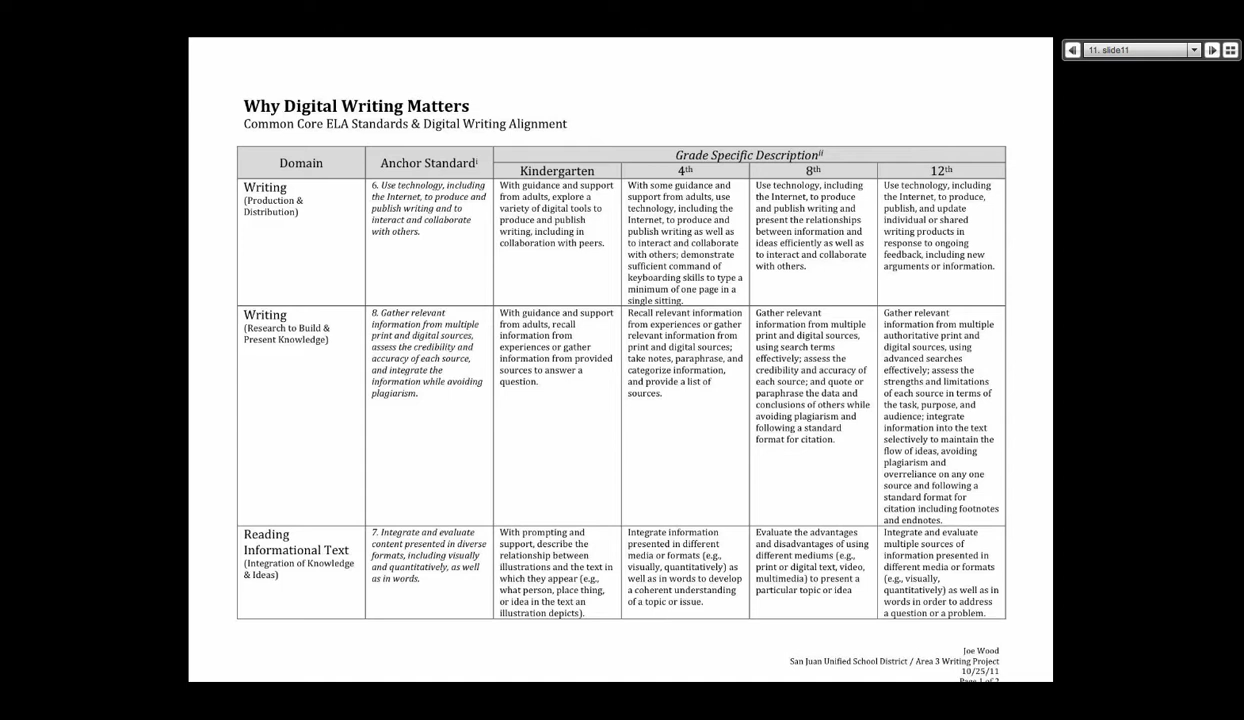 11. slide11
Why Digital Writing Matters
Common Core ELA Standards & Digital Writing Alignment
Domain
Anchor Standardⁱ
Grade Specific Descriptionⁱⁱ
Kindergarten
4th
8th
12th
Writing
(Production &
Distribution)
6. Use technology, including
the Internet, to produce and
publish writing and to
interact and collaborate
with others.
With guidance and support
from adults, explore a
variety of digital tools to
produce and publish
writing, including in
collaboration with peers.
With some guidance and
support from adults, use
technology, including the
Internet, to produce and
publish writing as well as
to interact and collaborate
with others; demonstrate
sufficient command of
keyboarding skills to type a
minimum of one page in a
single sitting.
Use technology, including
the Internet, to produce
and publish writing and
present the relationships
between information and
ideas efficiently as well as
to interact and collaborate
with others.
Use technology, including
the Internet, to produce,
publish, and update
individual or shared
writing products in
response to ongoing
feedback, including new
arguments or information.
Writing
(Research to Build &
Present Knowledge)
8. Gather relevant
information from multiple
print and digital sources,
assess the credibility and
accuracy of each source,
and integrate the
information while avoiding
plagiarism.
With guidance and support
from adults, recall
information from
experiences or gather
information from provided
sources to answer a
question.
Recall relevant information
from experiences or gather
relevant information from
print and digital sources;
take notes, paraphrase, and
categorize information,
and provide a list of
sources.
Gather relevant
information from multiple
print and digital sources,
using search terms
effectively; assess the
credibility and accuracy of
each source; and quote or
paraphrase the data and
conclusions of others while
avoiding plagiarism and
following a standard
format for citation.
Gather relevant
information from multiple
authoritative print and
digital sources, using
advanced searches
effectively; assess the
strengths and limitations
of each source in terms of
the task, purpose, and
audience; integrate
information into the text
selectively to maintain the
flow of ideas, avoiding
plagiarism and
overreliance on any one
source and following a
standard format for
citation including footnotes
and endnotes.
Reading
Informational Text
(Integration of Knowledge
& Ideas)
7. Integrate and evaluate
content presented in diverse
formats, including visually
and quantitatively, as well
as in words.
With prompting and
support, describe the
relationship between
illustrations and the text in
which they appear (e.g.,
what person, place thing,
or idea in the text an
illustration depicts).
Integrate information
presented in different
media or formats (e.g.,
visually, quantitatively) as
well as in words to develop
a coherent understanding
of a topic or issue.
Evaluate the advantages
and disadvantages of using
different mediums (e.g.,
print or digital text, video,
multimedia) to present a
particular topic or idea
Integrate and evaluate
multiple sources of
information presented in
different media or formats
(e.g., visually,
quantitatively) as well as in
words in order to address
a question or a problem.
Joe Wood
San Juan Unified School District / Area 3 Writing Project
10/25/11
Page 1 of 2